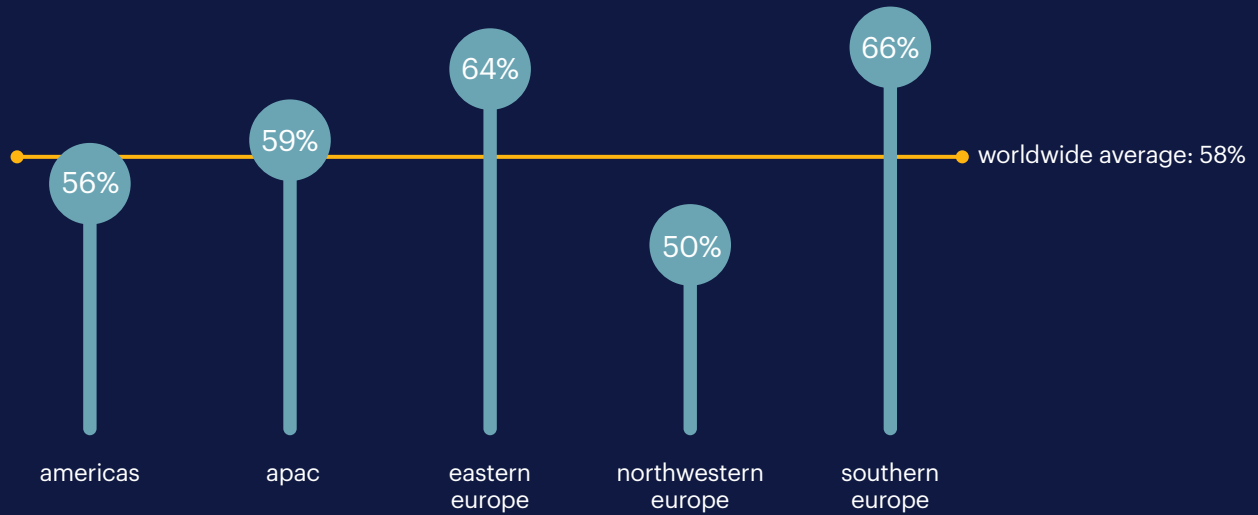 66%
64%
59%
worldwide average: 58%
56%
50%
americas
apac
eastern
europe
northwestern
europe
southern
europe